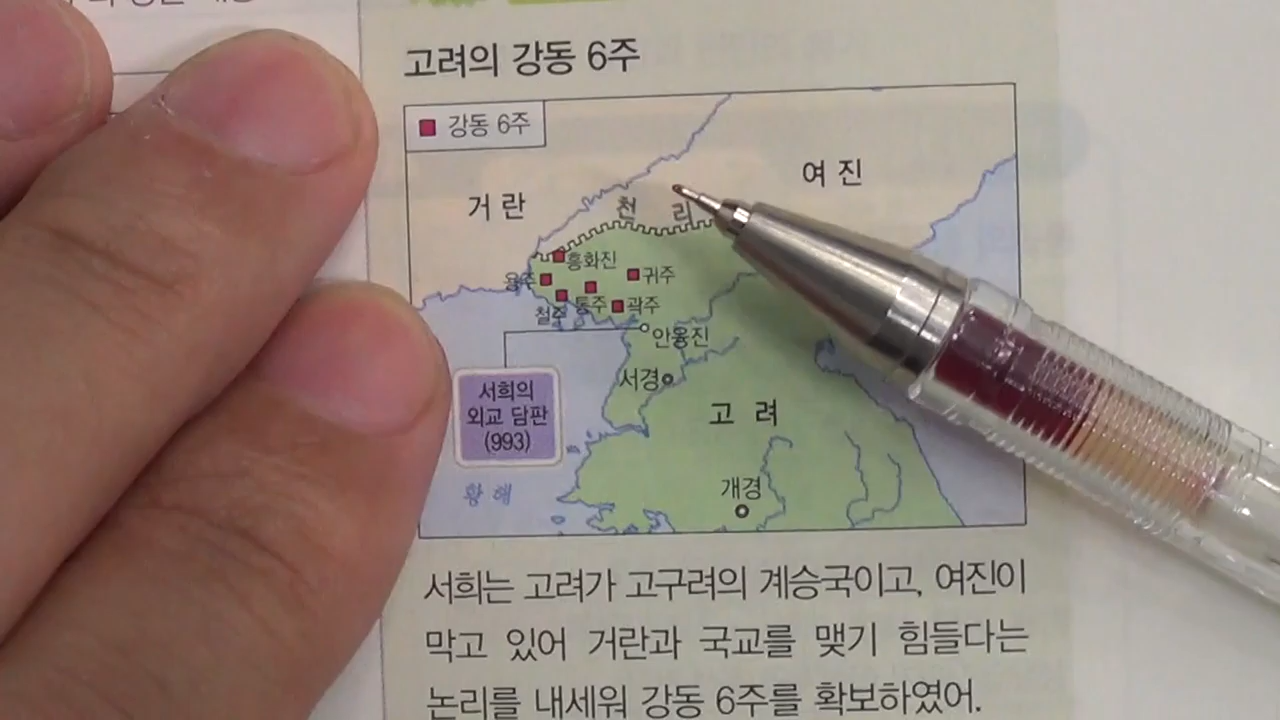 고려의 강동 6주
강동 6주
여진
거란
천 리
흥화진
용주
귀주
철주
통주
곽주
안융진
서경
서희의
외교 담판
(993)
고려
황해
개경
서희는 고려가 고구려의 계승국이고, 여진이
막고 있어 거란과 국교를 맺기 힘들다는
논리를 내세워 강동 6주를 확보하였어.